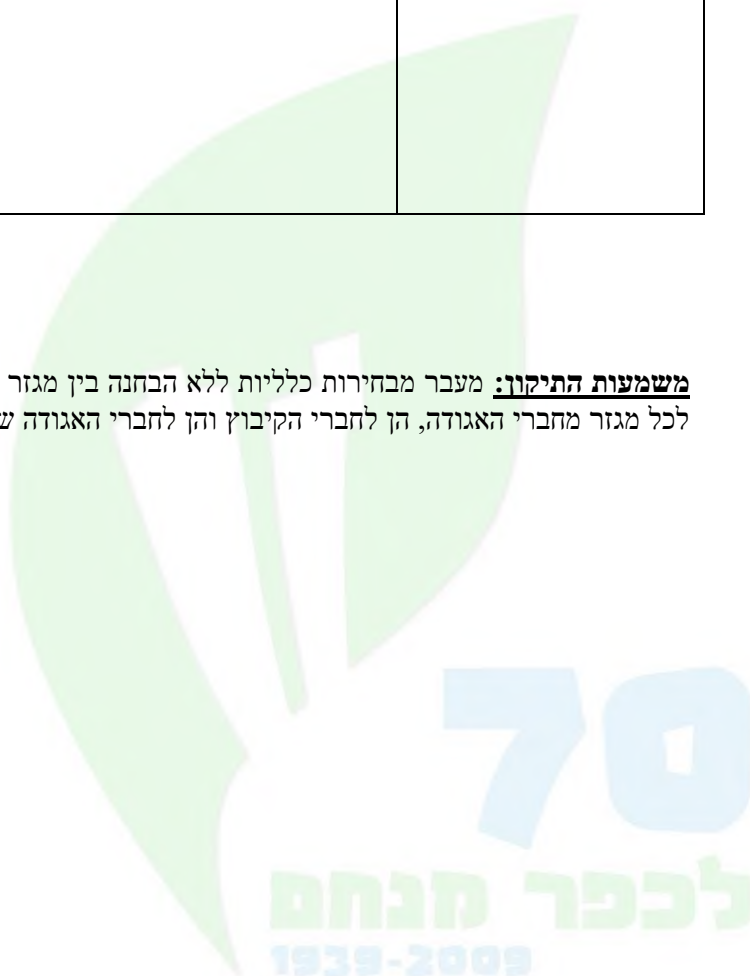 משמעות התיקון: מעבר מבחירות כלליות ללא הבחנה בין מגזר
לכל מגזר מחברי האגודה, הן לחברי הקיבוץ והן לחברי האגודה
70
לכפר מנחם
1939-2009